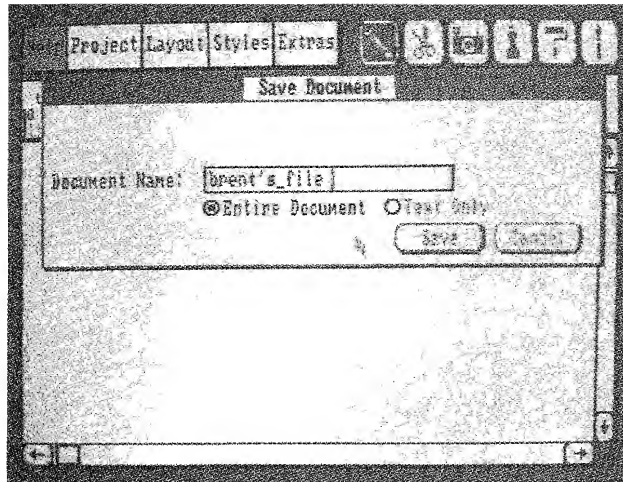 Project Layout Styles Extras
Save Document
Document Name: brent's_file
Entire Document Text Only
Save Cancel